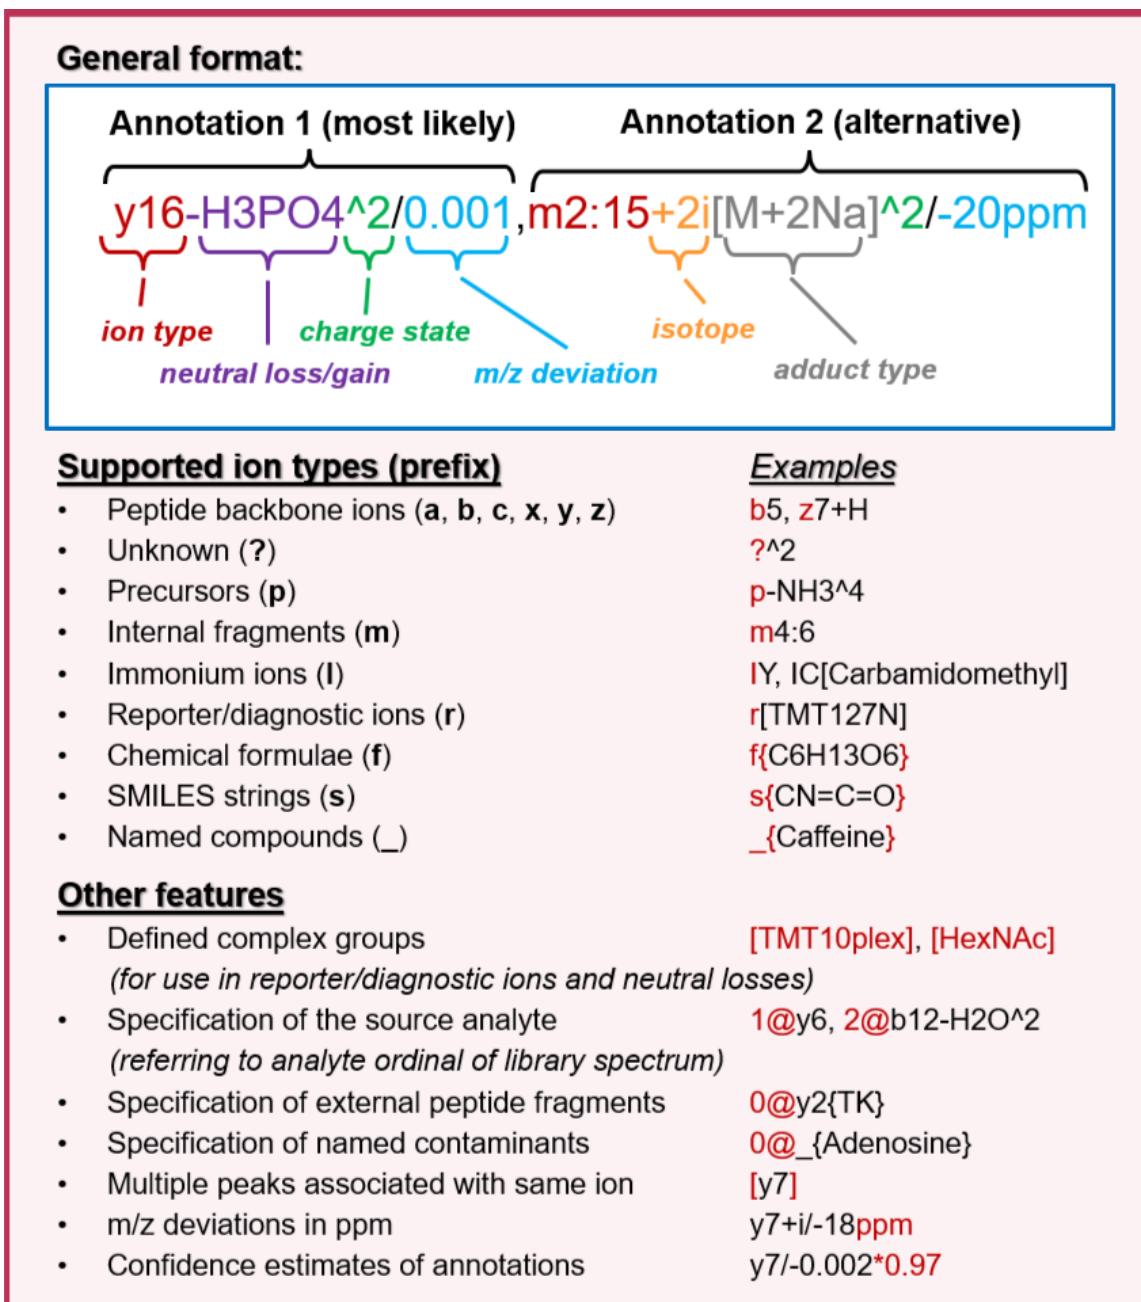 General format:
Annotation 1 (most likely) Annotation 2 (alternative)
y16-H3PO4^2/0.001,m2:15+2i[M+2Na]^2/-20ppm
ion type charge state isotope
neutral loss/gain m/z deviation adduct type
Supported ion types (prefix) Examples
• Peptide backbone ions (a, b, c, x, y, z) b5, z7+H
• Unknown (?) ?^2
• Precursors (p) p-NH3^4
• Internal fragments (m) m4:6
• Immonium ions (I) IY, IC[Carbamidomethyl]
• Reporter/diagnostic ions (r) r[TMT127N]
• Chemical formulae (f) f{C6H13O6}
• SMILES strings (s) s{CN=C=O}
• Named compounds (_) _{Caffeine}
Other features
• Defined complex groups [TMT10plex], [HexNAc]
(for use in reporter/diagnostic ions and neutral losses)
• Specification of the source analyte 1@y6, 2@b12-H2O^2
(referring to analyte ordinal of library spectrum)
• Specification of external peptide fragments 0@y2{TK}
• Specification of named contaminants 0@_{Adenosine}
• Multiple peaks associated with same ion [y7]
• m/z deviations in ppm y7+i/-18ppm
• Confidence estimates of annotations y7/-0.002*0.97